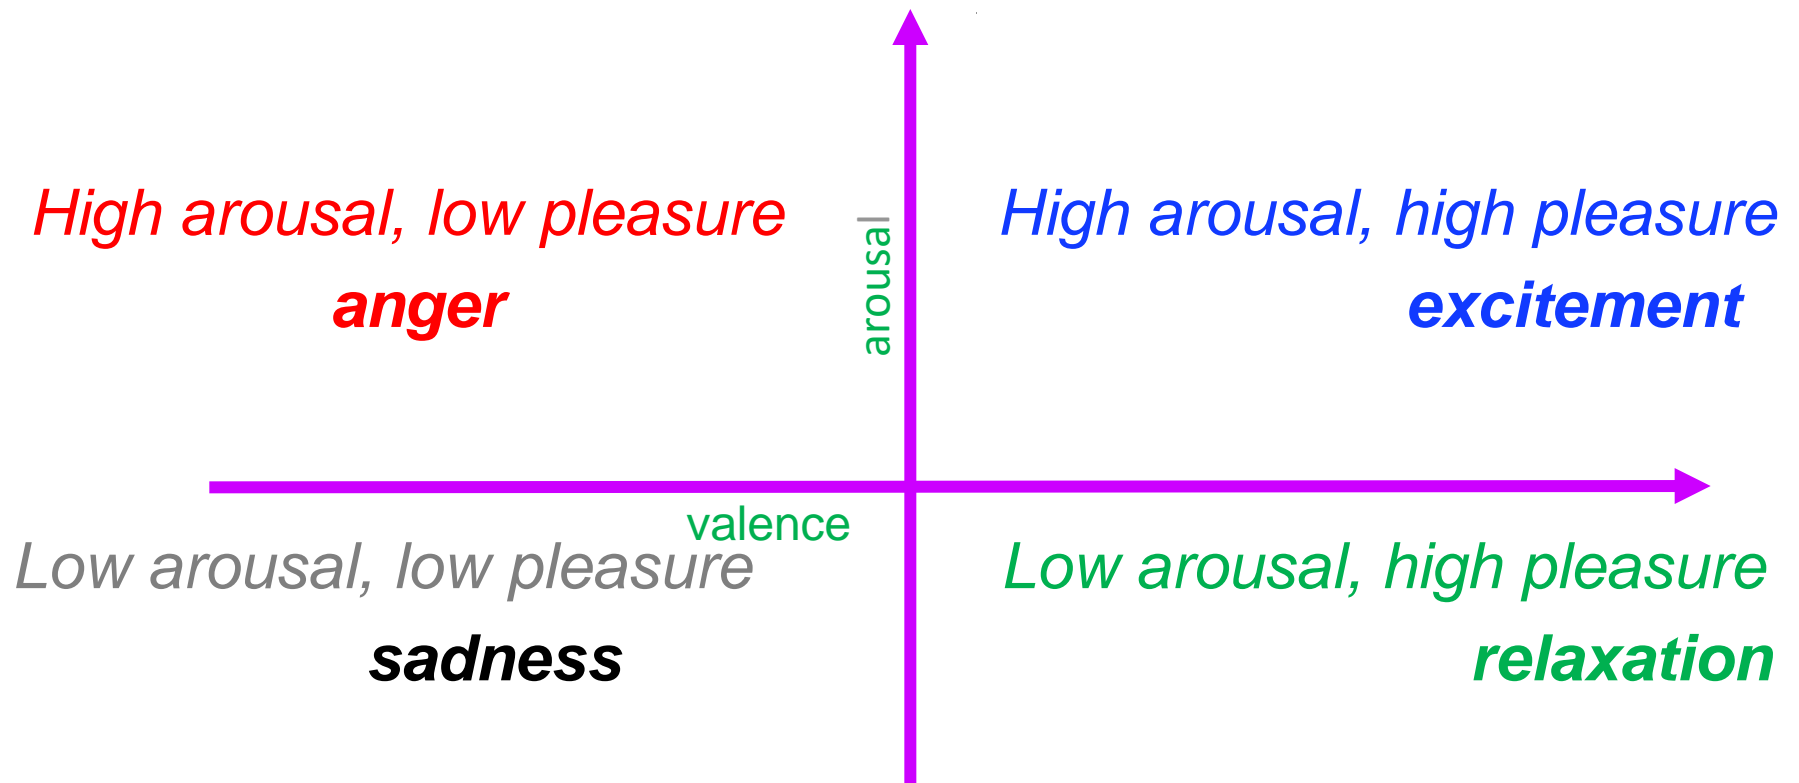 High arousal, low pleasure
anger
arousal
High arousal, high pleasure
excitement
valence
Low arousal, low pleasure
sadness
Low arousal, high pleasure
relaxation